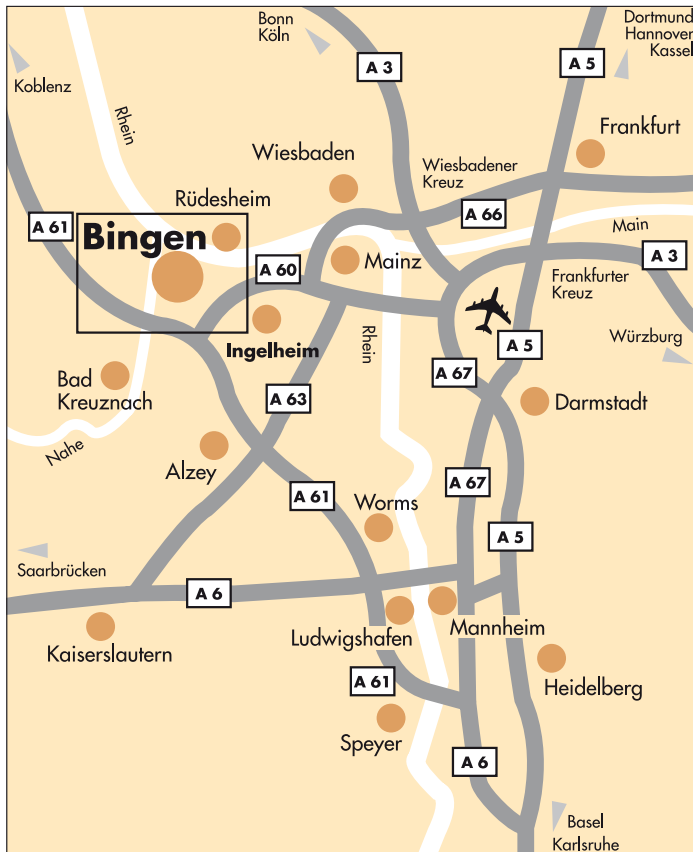 Bonn
Köln
Dortmund
Hannover
Kassel
A 3
A 5
Koblenz
Rhein
Frankfurt
Wiesbaden
Wiesbadener
Kreuz
Rüdesheim
A 61
A 66
Bingen
Main
A 60
Mainz
A 3
Frankfurter
Kreuz
Ingelheim
Rhein
A 5
Würzburg
Bad
Kreuznach
A 67
A 63
Darmstadt
Nahe
Alzey
A 67
A 61
Worms
A 5
Saarbrücken
A 6
Ludwigshafen
Mannheim
Kaiserslautern
A 61
Heidelberg
Speyer
A 6
Basel
Karlsruhe